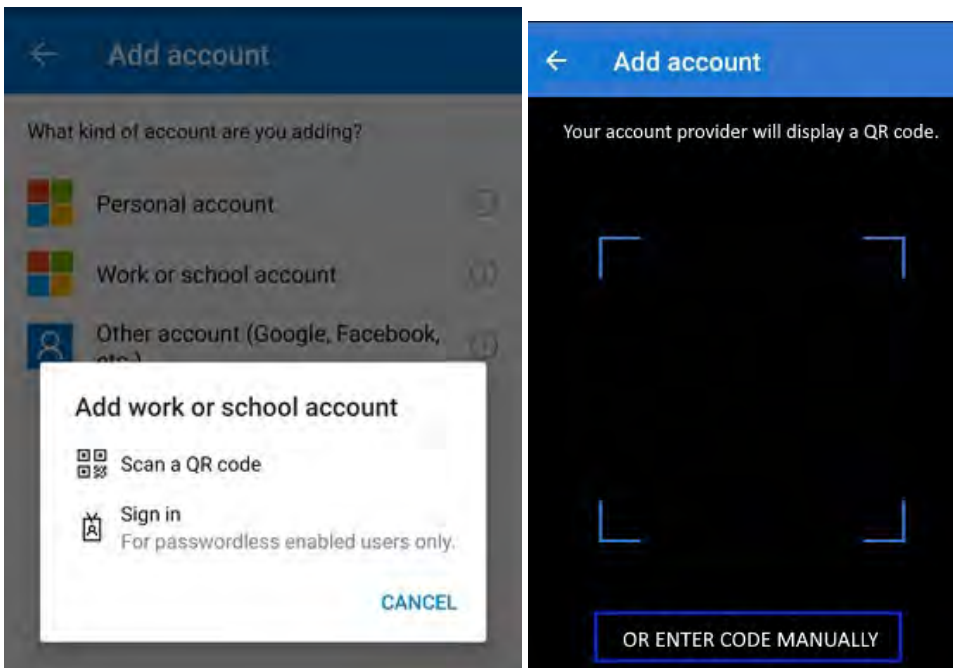 Add account
What kind of account are you adding?
Personal account
Work or school account
Other account (Google, Facebook,
etc.)
Add work or school account
Scan a QR code
Sign in
For passwordless enabled users only.
CANCEL
Add account
Your account provider will display a QR code.
OR ENTER CODE MANUALLY